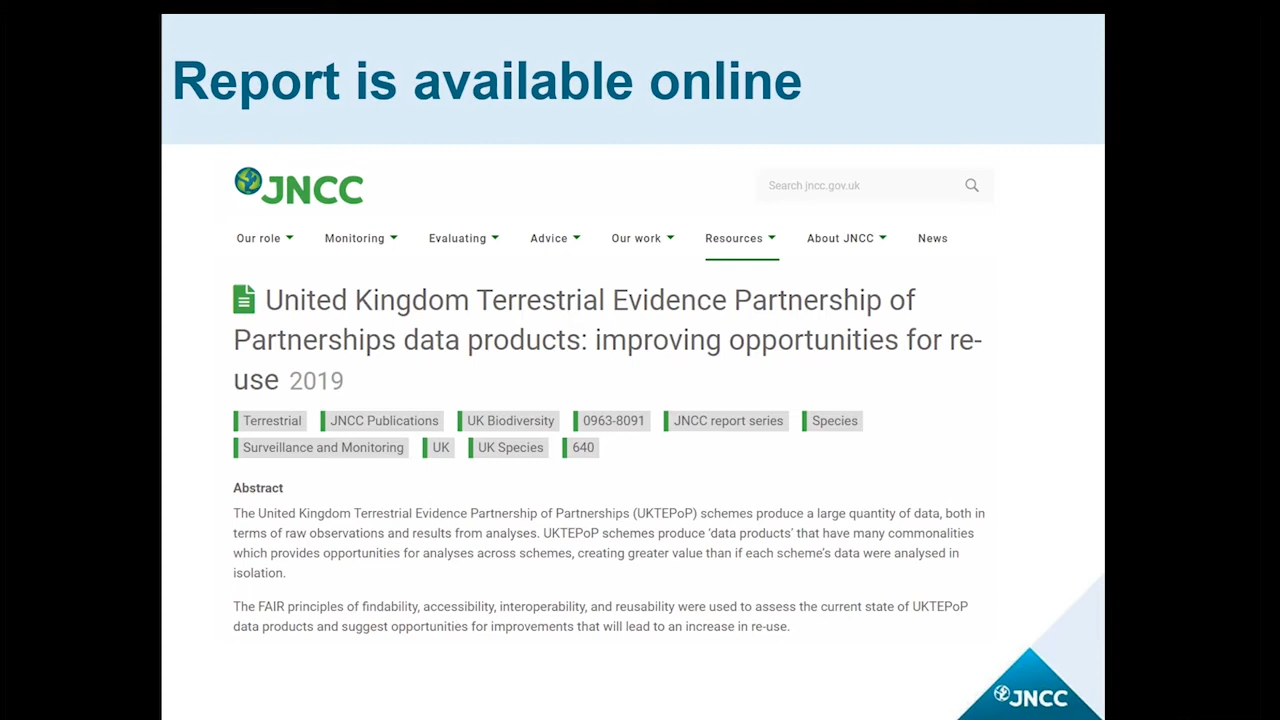 Report is available online
JNCC
Search jncc.gov.uk
Our role Monitoring Evaluating Advice Our work Resources About JNCC News
United Kingdom Terrestrial Evidence Partnership of
Partnerships data products: improving opportunities for re-
use 2019
Terrestrial JNCC Publications UK Biodiversity 0963-8091 JNCC report series Species
Surveillance and Monitoring UK UK Species 640
Abstract
The United Kingdom Terrestrial Evidence Partnership of Partnerships (UKTEPoP) schemes produce a large quantity of data, both in
terms of raw observations and results from analyses. UKTEPoP schemes produce ‘data products’ that have many commonalities
which provides opportunities for analyses across schemes, creating greater value than if each scheme’s data were analysed in
isolation.
The FAIR principles of findability, accessibility, interoperability, and reusability were used to assess the current state of UKTEPoP
data products and suggest opportunities for improvements that will lead to an increase in re-use.
JNCC